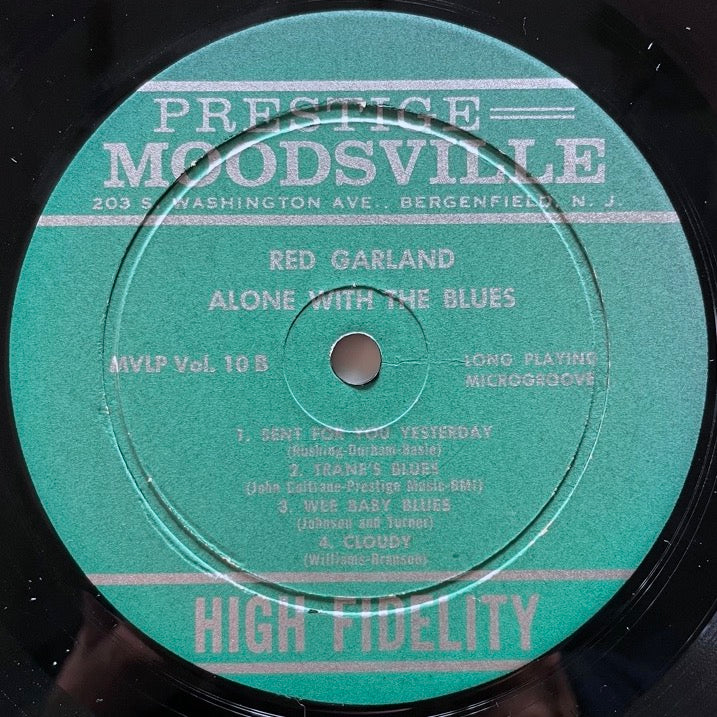 PRESTIGE
MOODSVILLE
203 S. WASHINGTON AVE., BERGENFIELD, N. J.
RED GARLAND
ALONE WITH THE BLUES
MVLP Vol. 10 B
LONG PLAYING
MICROGROOVE
1. SENT FOR YOU YESTERDAY
(Rushing-Durham-Basie)
2. TRANE'S BLUES
(John Coltrane-Prestige Music-BMI)
3. WEE BABY BLUES
(Johnson and Turner)
4. CLOUDY
(Williams-Branson)
HIGH FIDELITY